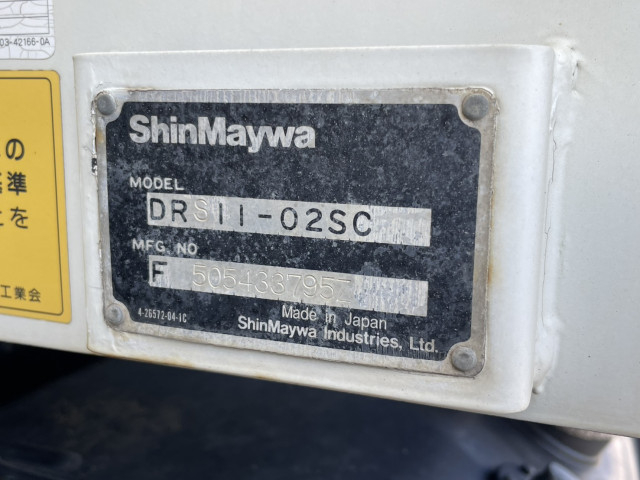 03-42166-0A
の
準
を
工業会
ShinMaywa
MODEL
DRS11-02SC
MFG NO
F 505433795Z
4-26572-04-1C
Made in Japan
ShinMaywa Industries, Ltd.